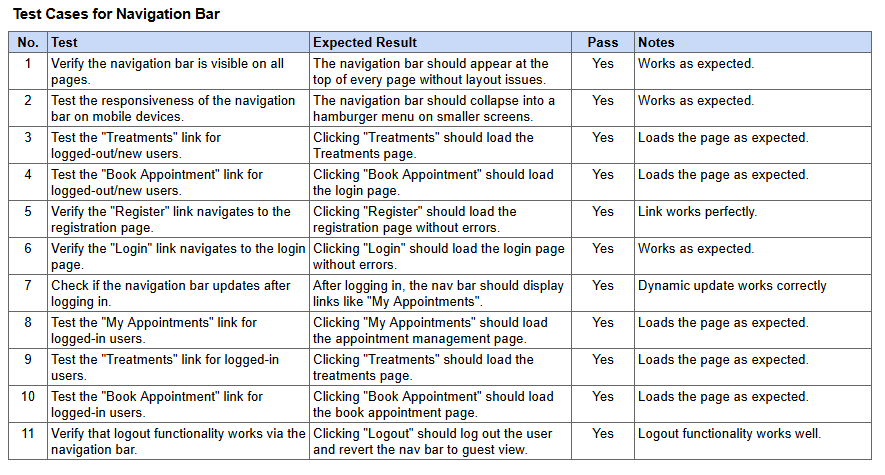 Test Cases for Navigation Bar
No. Test Expected Result Pass Notes
1 Verify the navigation bar is visible on all pages. The navigation bar should appear at the top of every page without layout issues. Yes Works as expected.
2 Test the responsiveness of the navigation bar on mobile devices. The navigation bar should collapse into a hamburger menu on smaller screens. Yes Works as expected.
3 Test the "Treatments" link for logged-out/new users. Clicking "Treatments" should load the Treatments page. Yes Loads the page as expected.
4 Test the "Book Appointment" link for logged-out/new users. Clicking "Book Appointment" should load the login page. Yes Loads the page as expected.
5 Verify the "Register" link navigates to the registration page. Clicking "Register" should load the registration page without errors. Yes Link works perfectly.
6 Verify the "Login" link navigates to the login page. Clicking "Login" should load the login page without errors. Yes Works as expected.
7 Check if the navigation bar updates after logging in. After logging in, the nav bar should display links like "My Appointments". Yes Dynamic update works correctly
8 Test the "My Appointments" link for logged-in users. Clicking "My Appointments" should load the appointment management page. Yes Loads the page as expected.
9 Test the "Treatments" link for logged-in users. Clicking "Treatments" should load the treatments page. Yes Loads the page as expected.
10 Test the "Book Appointment" link for logged-in users. Clicking "Book Appointment" should load the book appointment page. Yes Loads the page as expected.
11 Verify that logout functionality works via the navigation bar. Clicking "Logout" should log out the user and revert the nav bar to guest view. Yes Logout functionality works well.